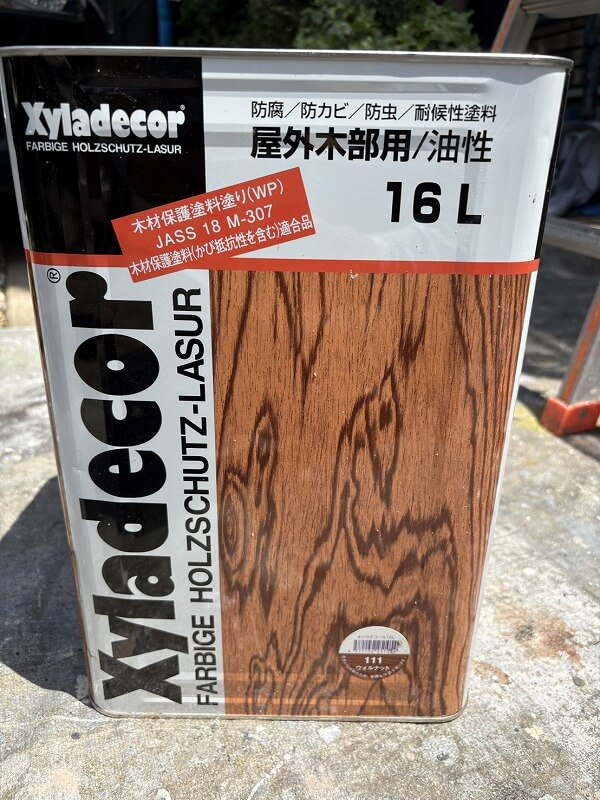 Xyladecor®
FARBIGE HOLZSCHUTZ-LASUR
防腐/防カビ/防虫/耐候性塗料
屋外木部用/油性
16L
木材保護塗料塗り(WP)
JASS 18 M-307
木材保護塗料(かび抵抗性を含む)適合品
Xyladecor®
FARBIGE HOLZSCHUTZ-LASUR
111
ウォルナット